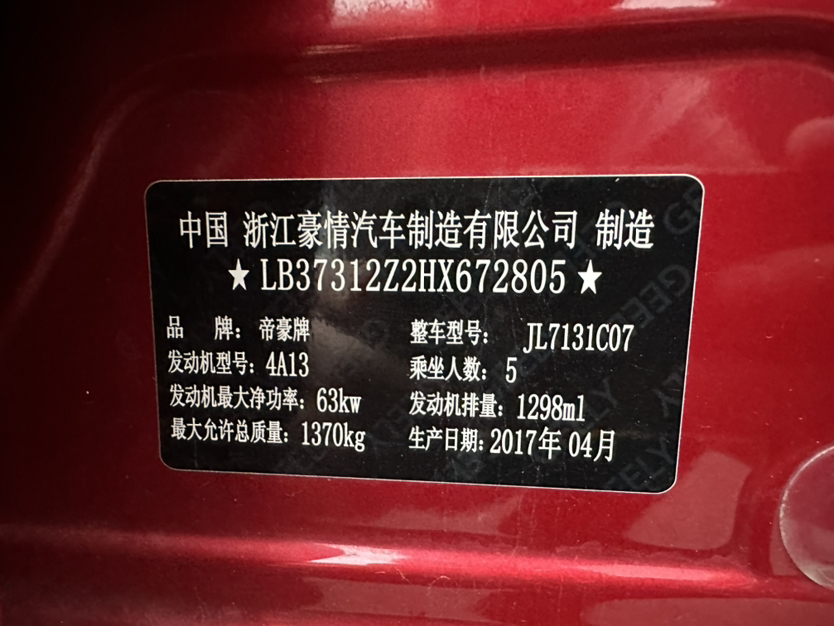 中国 浙江豪情汽车制造有限公司 制造
★LB37312Z2HX672805★
品 牌: 帝豪牌 整车型号: JL7131C07
发动机型号: 4A13 乘坐人数: 5
发动机最大净功率: 63kw 发动机排量: 1298ml
最大允许总质量: 1370kg 生产日期: 2017年 04月
GEELY